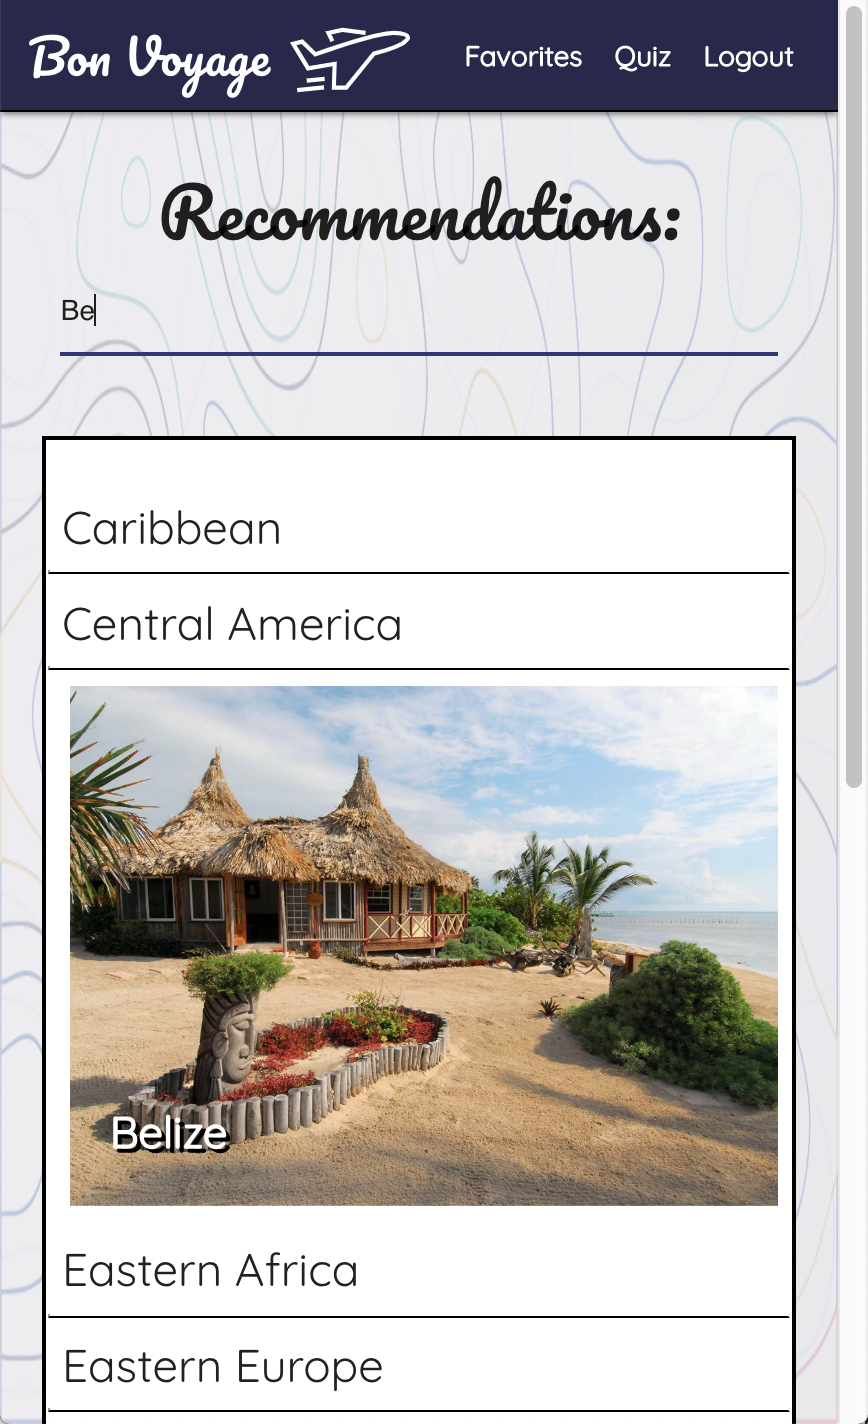 Bon Voyage Favorites Quiz Logout
Recommendations:
Be
Caribbean
Central America
Belize
Eastern Africa
Eastern Europe